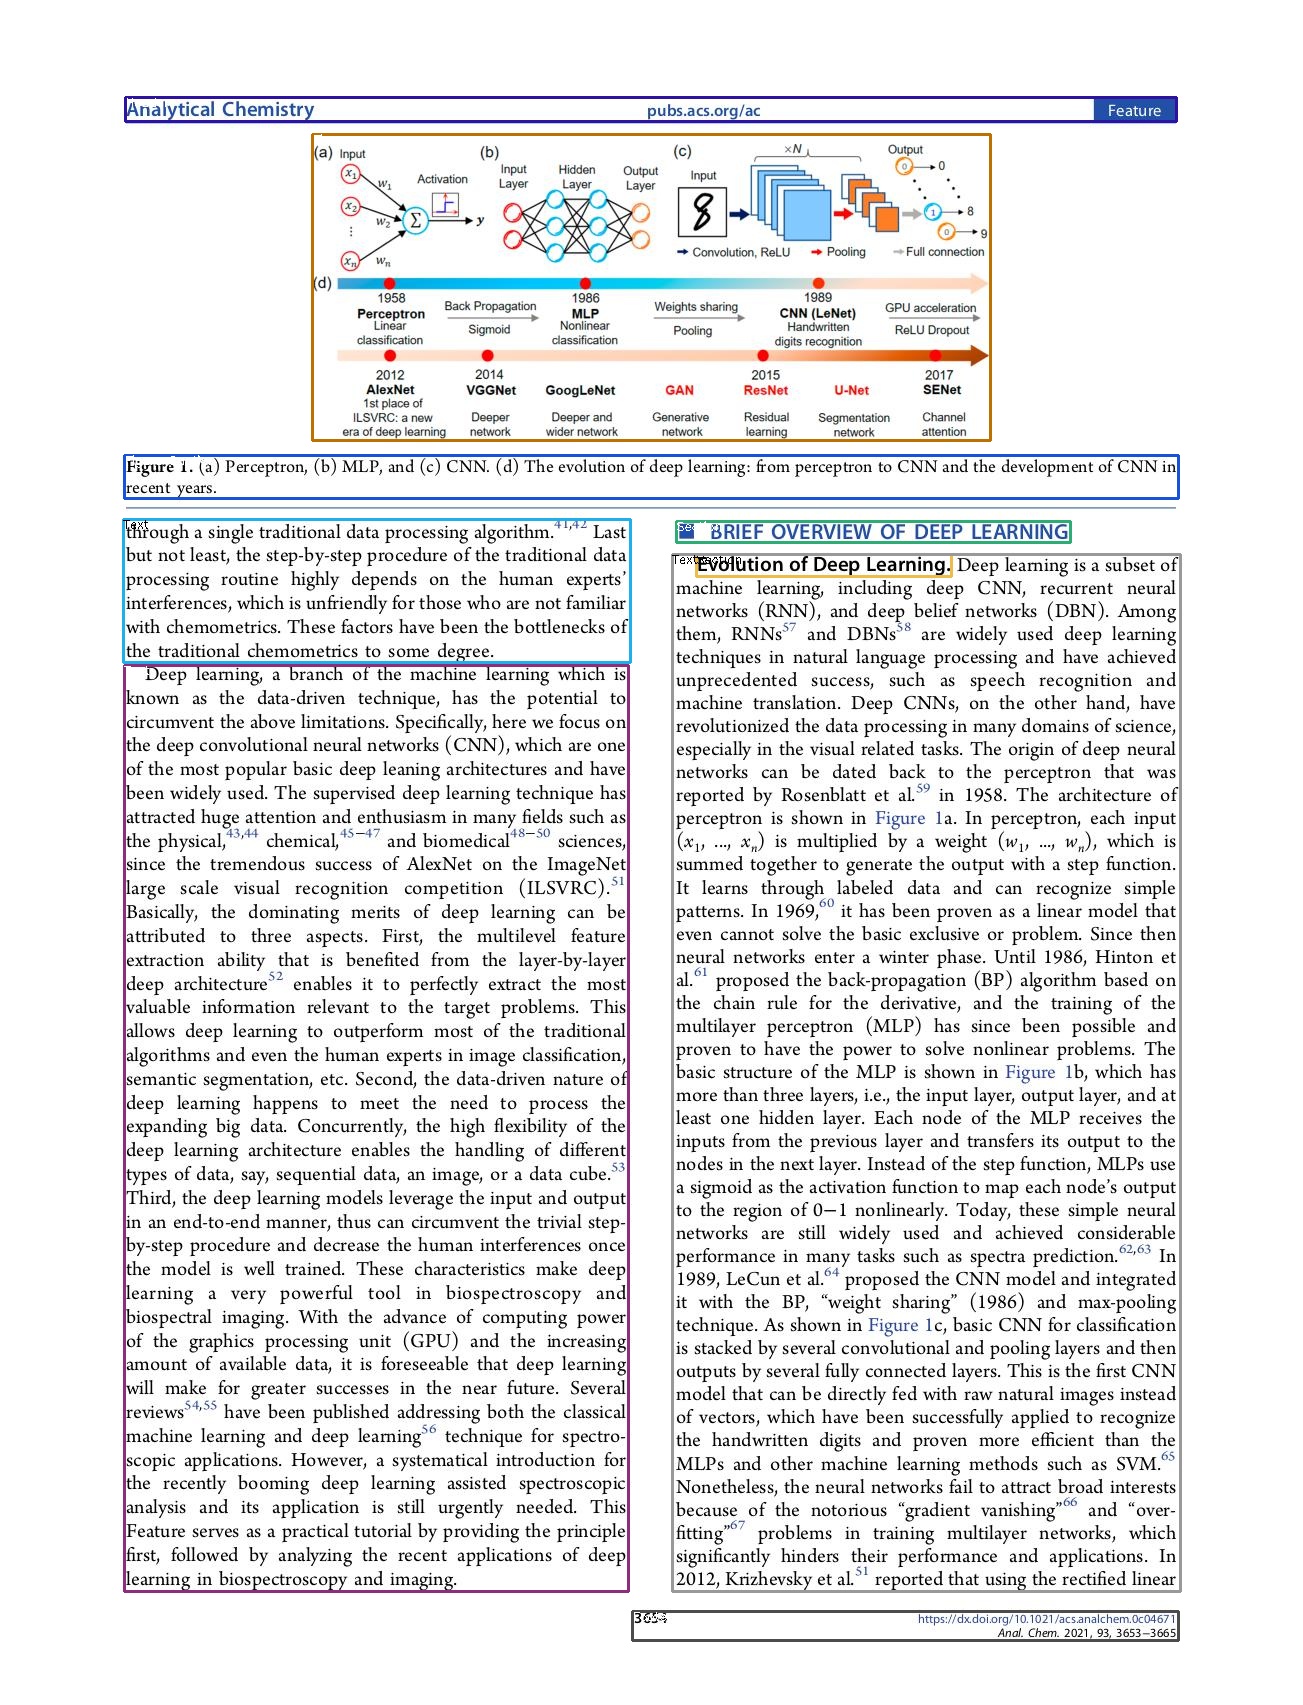 Analytical Chemistry
pubs.acs.org/ac
Feature
(a) Input
x1
x2
⋮
xn
w1
w2
wn
Σ
Activation
y
(b)
Input
Layer
Hidden
Layer
Output
Layer
(c)
Input
×N
Output
0
0
8
1
8
0
9
Convolution, ReLU
Pooling
Full connection
(d)
1958
Perceptron
Linear
classification
Back Propagation
Sigmoid
1986
MLP
Nonlinear
classification
Weights sharing
Pooling
1989
CNN (LeNet)
Handwritten
digits recognition
GPU acceleration
ReLU Dropout
2012
AlexNet
1st place of
ILSVRC: a new
era of deep learning
2014
VGGNet
Deeper
network
GoogLeNet
Deeper and
wider network
GAN
Generative
network
2015
ResNet
Residual
learning
U-Net
Segmentation
network
2017
SENet
Channel
attention
Figure 1. (a) Perceptron, (b) MLP, and (c) CNN. (d) The evolution of deep learning: from perceptron to CNN and the development of CNN in
recent years.
Text
through a single traditional data processing algorithm.41,42 Last
but not least, the step-by-step procedure of the traditional data
processing routine highly depends on the human experts’
interferences, which is unfriendly for those who are not familiar
with chemometrics. These factors have been the bottlenecks of
the traditional chemometrics to some degree.
Deep learning, a branch of the machine learning which is
known as the data-driven technique, has the potential to
circumvent the above limitations. Specifically, here we focus on
the deep convolutional neural networks (CNN), which are one
of the most popular basic deep leaning architectures and have
been widely used. The supervised deep learning technique has
attracted huge attention and enthusiasm in many fields such as
the physical,43,44 chemical,45−47 and biomedical48−50 sciences,
since the tremendous success of AlexNet on the ImageNet
large scale visual recognition competition (ILSVRC).51
Basically, the dominating merits of deep learning can be
attributed to three aspects. First, the multilevel feature
extraction ability that is benefited from the layer-by-layer
deep architecture52 enables it to perfectly extract the most
valuable information relevant to the target problems. This
allows deep learning to outperform most of the traditional
algorithms and even the human experts in image classification,
semantic segmentation, etc. Second, the data-driven nature of
deep learning happens to meet the need to process the
expanding big data. Concurrently, the high flexibility of the
deep learning architecture enables the handling of different
types of data, say, sequential data, an image, or a data cube.53
Third, the deep learning models leverage the input and output
in an end-to-end manner, thus can circumvent the trivial step-
by-step procedure and decrease the human interferences once
the model is well trained. These characteristics make deep
learning a very powerful tool in biospectroscopy and
biospectral imaging. With the advance of computing power
of the graphics processing unit (GPU) and the increasing
amount of available data, it is foreseeable that deep learning
will make for greater successes in the near future. Several
reviews54,55 have been published addressing both the classical
machine learning and deep learning56 technique for spectro-
scopic applications. However, a systematical introduction for
the recently booming deep learning assisted spectroscopic
analysis and its application is still urgently needed. This
Feature serves as a practical tutorial by providing the principle
first, followed by analyzing the recent applications of deep
learning in biospectroscopy and imaging.
■ BRIEF OVERVIEW OF DEEP LEARNING
Evolution of Deep Learning. Deep learning is a subset of
machine learning, including deep CNN, recurrent neural
networks (RNN), and deep belief networks (DBN). Among
them, RNNs57 and DBNs58 are widely used deep learning
techniques in natural language processing and have achieved
unprecedented success, such as speech recognition and
machine translation. Deep CNNs, on the other hand, have
revolutionized the data processing in many domains of science,
especially in the visual related tasks. The origin of deep neural
networks can be dated back to the perceptron that was
reported by Rosenblatt et al.59 in 1958. The architecture of
perceptron is shown in Figure 1a. In perceptron, each input
(x1, ..., xn) is multiplied by a weight (w1, ..., wn), which is
summed together to generate the output with a step function.
It learns through labeled data and can recognize simple
patterns. In 1969,60 it has been proven as a linear model that
even cannot solve the basic exclusive or problem. Since then
neural networks enter a winter phase. Until 1986, Hinton et
al.61 proposed the back-propagation (BP) algorithm based on
the chain rule for the derivative, and the training of the
multilayer perceptron (MLP) has since been possible and
proven to have the power to solve nonlinear problems. The
basic structure of the MLP is shown in Figure 1b, which has
more than three layers, i.e., the input layer, output layer, and at
least one hidden layer. Each node of the MLP receives the
inputs from the previous layer and transfers its output to the
nodes in the next layer. Instead of the step function, MLPs use
a sigmoid as the activation function to map each node’s output
to the region of 0−1 nonlinearly. Today, these simple neural
networks are still widely used and achieved considerable
performance in many tasks such as spectra prediction.62,63 In
1989, LeCun et al.64 proposed the CNN model and integrated
it with the BP, “weight sharing” (1986) and max-pooling
technique. As shown in Figure 1c, basic CNN for classification
is stacked by several convolutional and pooling layers and then
outputs by several fully connected layers. This is the first CNN
model that can be directly fed with raw natural images instead
of vectors, which have been successfully applied to recognize
the handwritten digits and proven more efficient than the
MLPs and other machine learning methods such as SVM.65
Nonetheless, the neural networks fail to attract broad interests
because of the notorious “gradient vanishing”66 and “over-
fitting”67 problems in training multilayer networks, which
significantly hinders their performance and applications. In
2012, Krizhevsky et al.51 reported that using the rectified linear
3654
https://dx.doi.org/10.1021/acs.analchem.0c04671
Anal. Chem. 2021, 93, 3653−3665